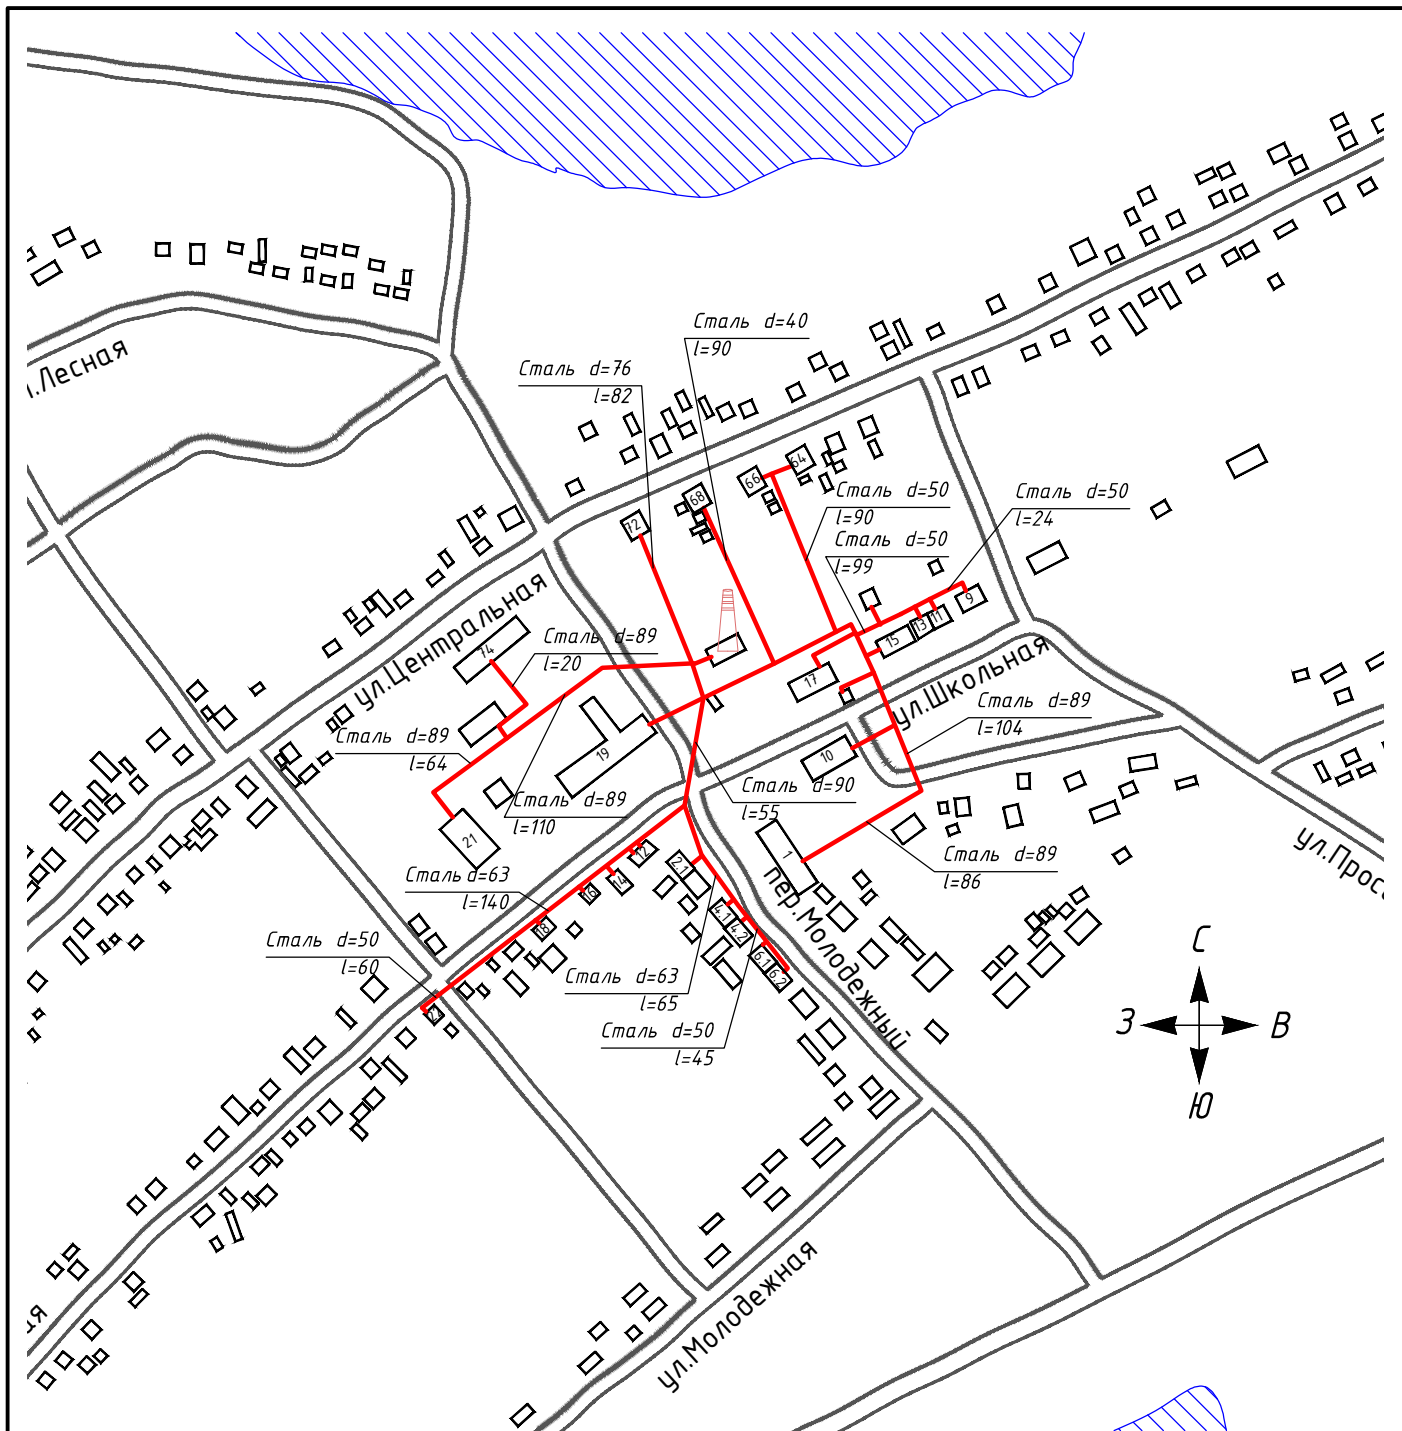 Сталь d=40
l=90
Сталь d=76
l=82
.Лесная
64
66
68
72
Сталь d=50
l=90
Сталь d=50
l=24
Сталь d=50
l=99
ул.Центральная
74
Сталь d=89
l=20
9
11
13
15
17
ул.Школьная
Сталь d=89
l=104
Сталь d=89
l=64
19
10
Сталь d=90
l=55
Сталь d=89
l=110
21
1
Сталь d=89
l=86
ул.Прос
12
2.1
14
16
18
Сталь d=63
l=140
4.1
4.2
6.1
6.2
пер.Молодежный
Сталь d=50
l=60
Сталь d=63
l=65
Сталь d=50
l=45
С
З
В
Ю
ул.Молодежная
ая